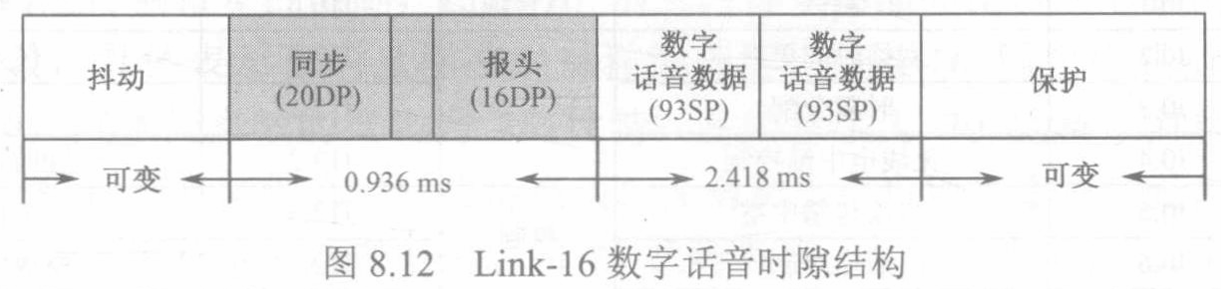 抖动
同步
(20DP)
报头
(16DP)
数字
话音数据
(93SP)
数字
话音数据
(93SP)
保护
可变
0.936 ms
2.418 ms
可变
图 8.12 Link-16 数字话音时隙结构